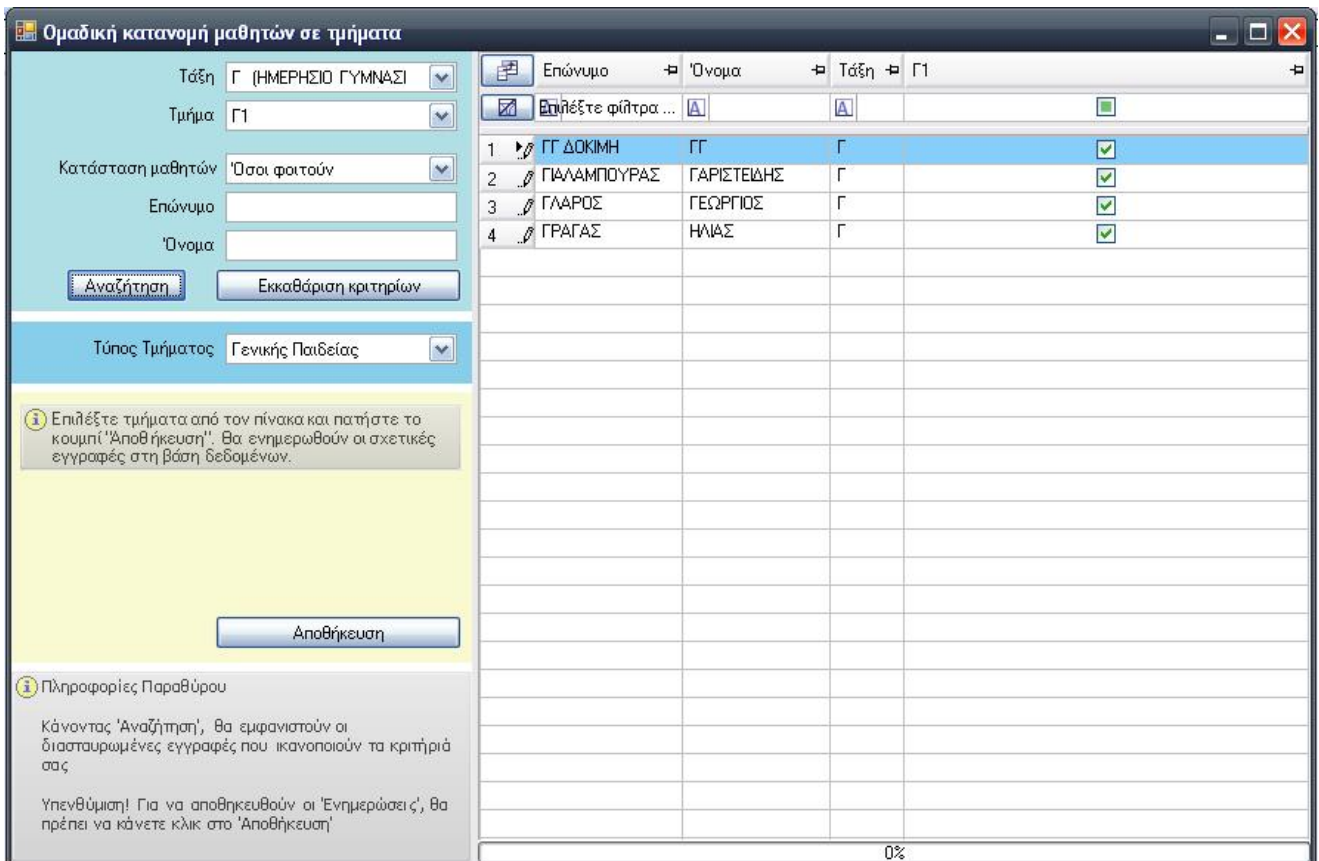 Ομαδική κατανομή μαθητών σε τμήματα
Τάξη Γ (ΗΜΕΡΗΣΙΟ ΓΥΜΝΑΣΙ
Τμήμα Γ1
Κατάσταση μαθητών Όσοι φοιτούν
Επώνυμο
Όνομα
Αναζήτηση Εκκαθάριση κριτηρίων
Τύπος Τμήματος Γενικής Παιδείας
Επιλέξτε τμήματα από τον πίνακα και πατήστε το
κουμπί "Αποθήκευση". Θα ενημερωθούν οι σχετικές
εγγραφές στη βάση δεδομένων.
Αποθήκευση
Πληροφορίες Παραθύρου
Κάνοντας 'Αναζήτηση', θα εμφανιστούν οι
διασταυρωμένες εγγραφές που ικανοποιούν τα κριτήριά
σας
Υπενθύμιση! Για να αποθηκευθούν οι 'Ενημερώσεις', θα
πρέπει να κάνετε κλικ στο 'Αποθήκευση'
Επώνυμο Όνομα Τάξη Γ1
Επιλέξτε φίλτρα ... A A
1 ΓΓ ΔΟΚΙΜΗ ΓΓ Γ
2 ΓΙΑΛΑΜΠΟΥΡΑΣ ΓΑΡΙΣΤΕΙΔΗΣ Γ
3 ΓΛΑΡΟΣ ΓΕΩΡΓΙΟΣ Γ
4 ΓΡΑΓΑΣ ΗΛΙΑΣ Γ
0%